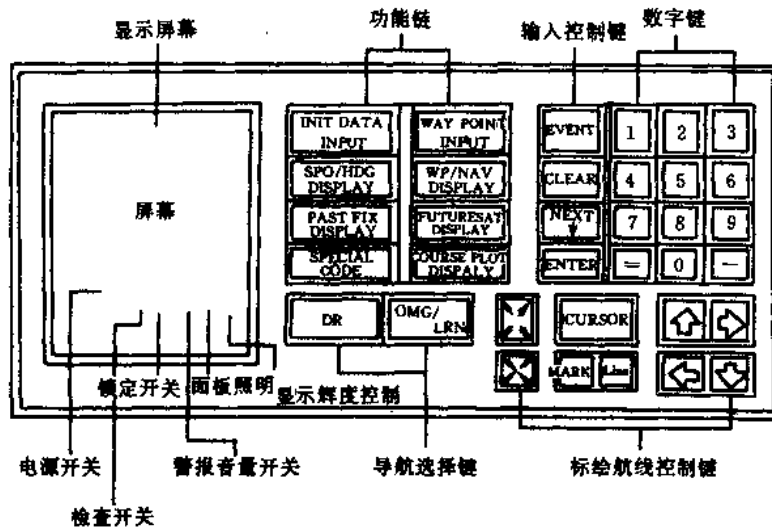 显示屏幕
功能链
输入控制键
数字键
屏幕
INIT DATA
INPUT
WAY POINT
INPUT
EVENT
1
2
3
SPO/HDG
DISPLAY
WP/NAV
DISPLAY
CLEAR
4
5
6
PAST FIX
DISPLAY
FUTURESAT
DISPLAY
NEXT
7
8
9
SPECIAL
CODE
COURSE PLOT
DISPALY
ENTER
=
0
—
DR
OMG/
LRN
CURSOR
MARK
Line
锁定开关
面板照明
显示辉度控制
电源开关
警报音量开关
导航选择键
标绘航线控制键
检查开关